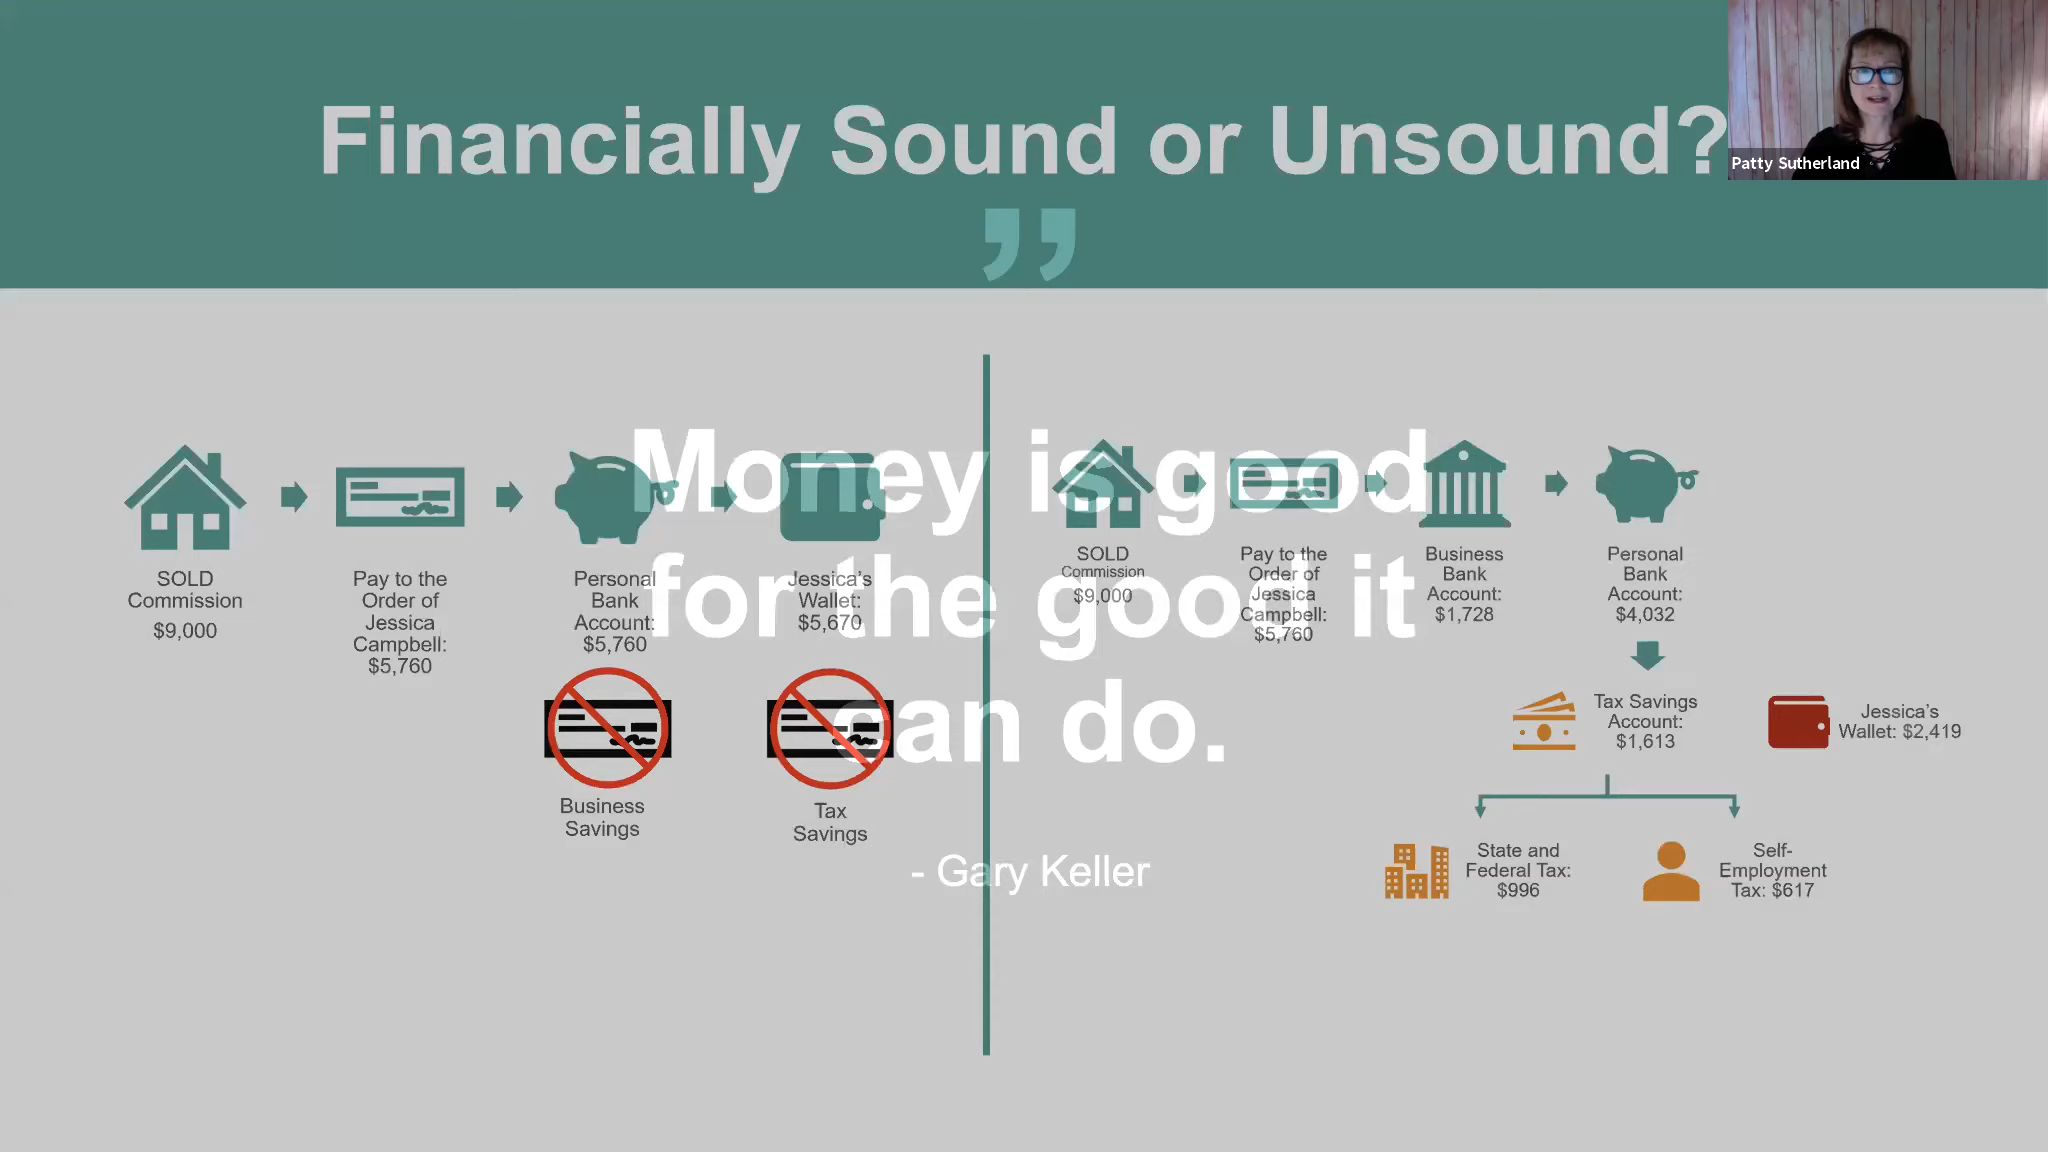 Financially Sound or Unsound?
Patty Sutherland
”
Money is good
for the good it
can do.
- Gary Keller
SOLD
Commission
$9,000
Pay to the
Order of
Jessica
Campbell:
$5,760
Personal
Bank
Account:
$5,760
Jessica’s
Wallet:
$5,670
Business
Savings
Tax
Savings
SOLD
Commission
$9,000
Pay to the
Order of
Jessica
Campbell:
$5,760
Business
Bank
Account:
$1,728
Personal
Bank
Account:
$4,032
Tax Savings
Account:
$1,613
Jessica’s
Wallet: $2,419
State and
Federal Tax:
$996
Self-
Employment
Tax: $617